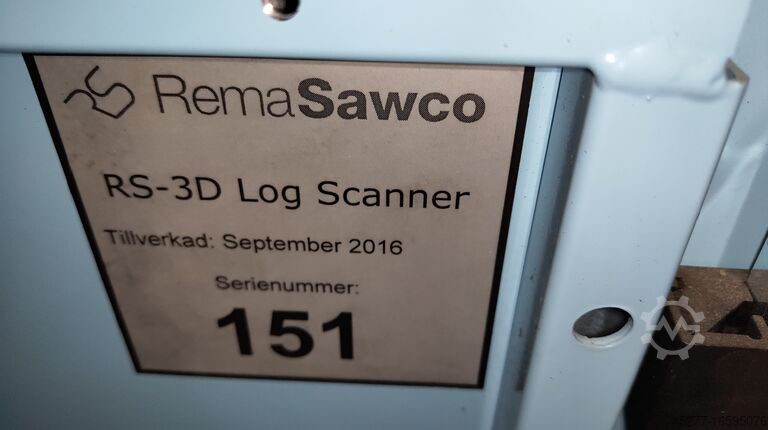 RemaSawco
RS-3D Log Scanner
Tillverkad: September 2016
Serienummer:
151